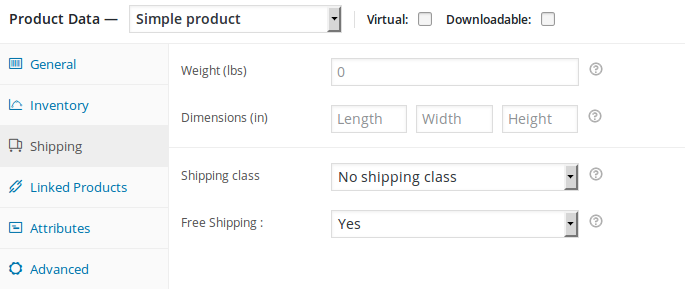 Product Data — Simple product Virtual: Downloadable:
General
Inventory
Shipping
Linked Products
Attributes
Advanced
Weight (lbs) 0 ?
Dimensions (in) Length Width Height ?
Shipping class No shipping class ?
Free Shipping : Yes ?